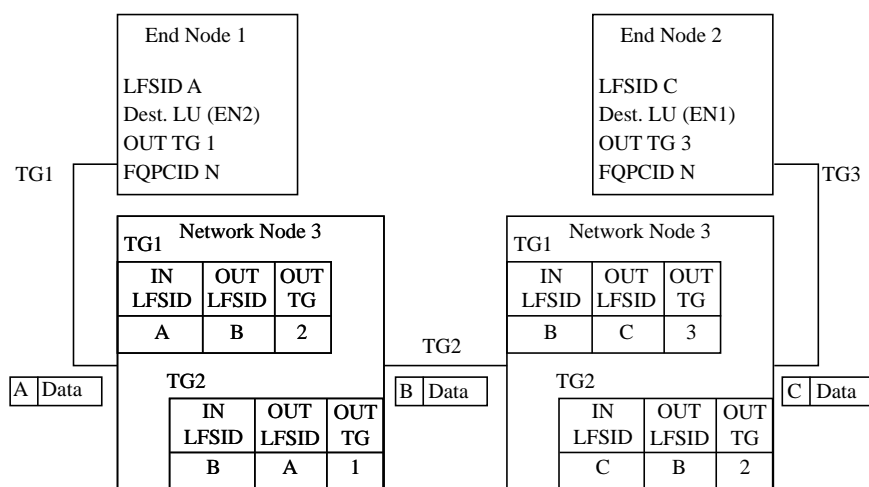 End Node 1
LFSID A
Dest. LU (EN2)
OUT TG 1
FQPCID N
End Node 2
LFSID C
Dest. LU (EN1)
OUT TG 3
FQPCID N
TG1
TG3
Network Node 3
TG1
IN LFSID OUT LFSID OUT TG
A B 2
TG2
IN LFSID OUT LFSID OUT TG
B A 1
TG2
Network Node 3
TG1
IN LFSID OUT LFSID OUT TG
B C 3
TG2
IN LFSID OUT LFSID OUT TG
C B 2
A Data
B Data
C Data